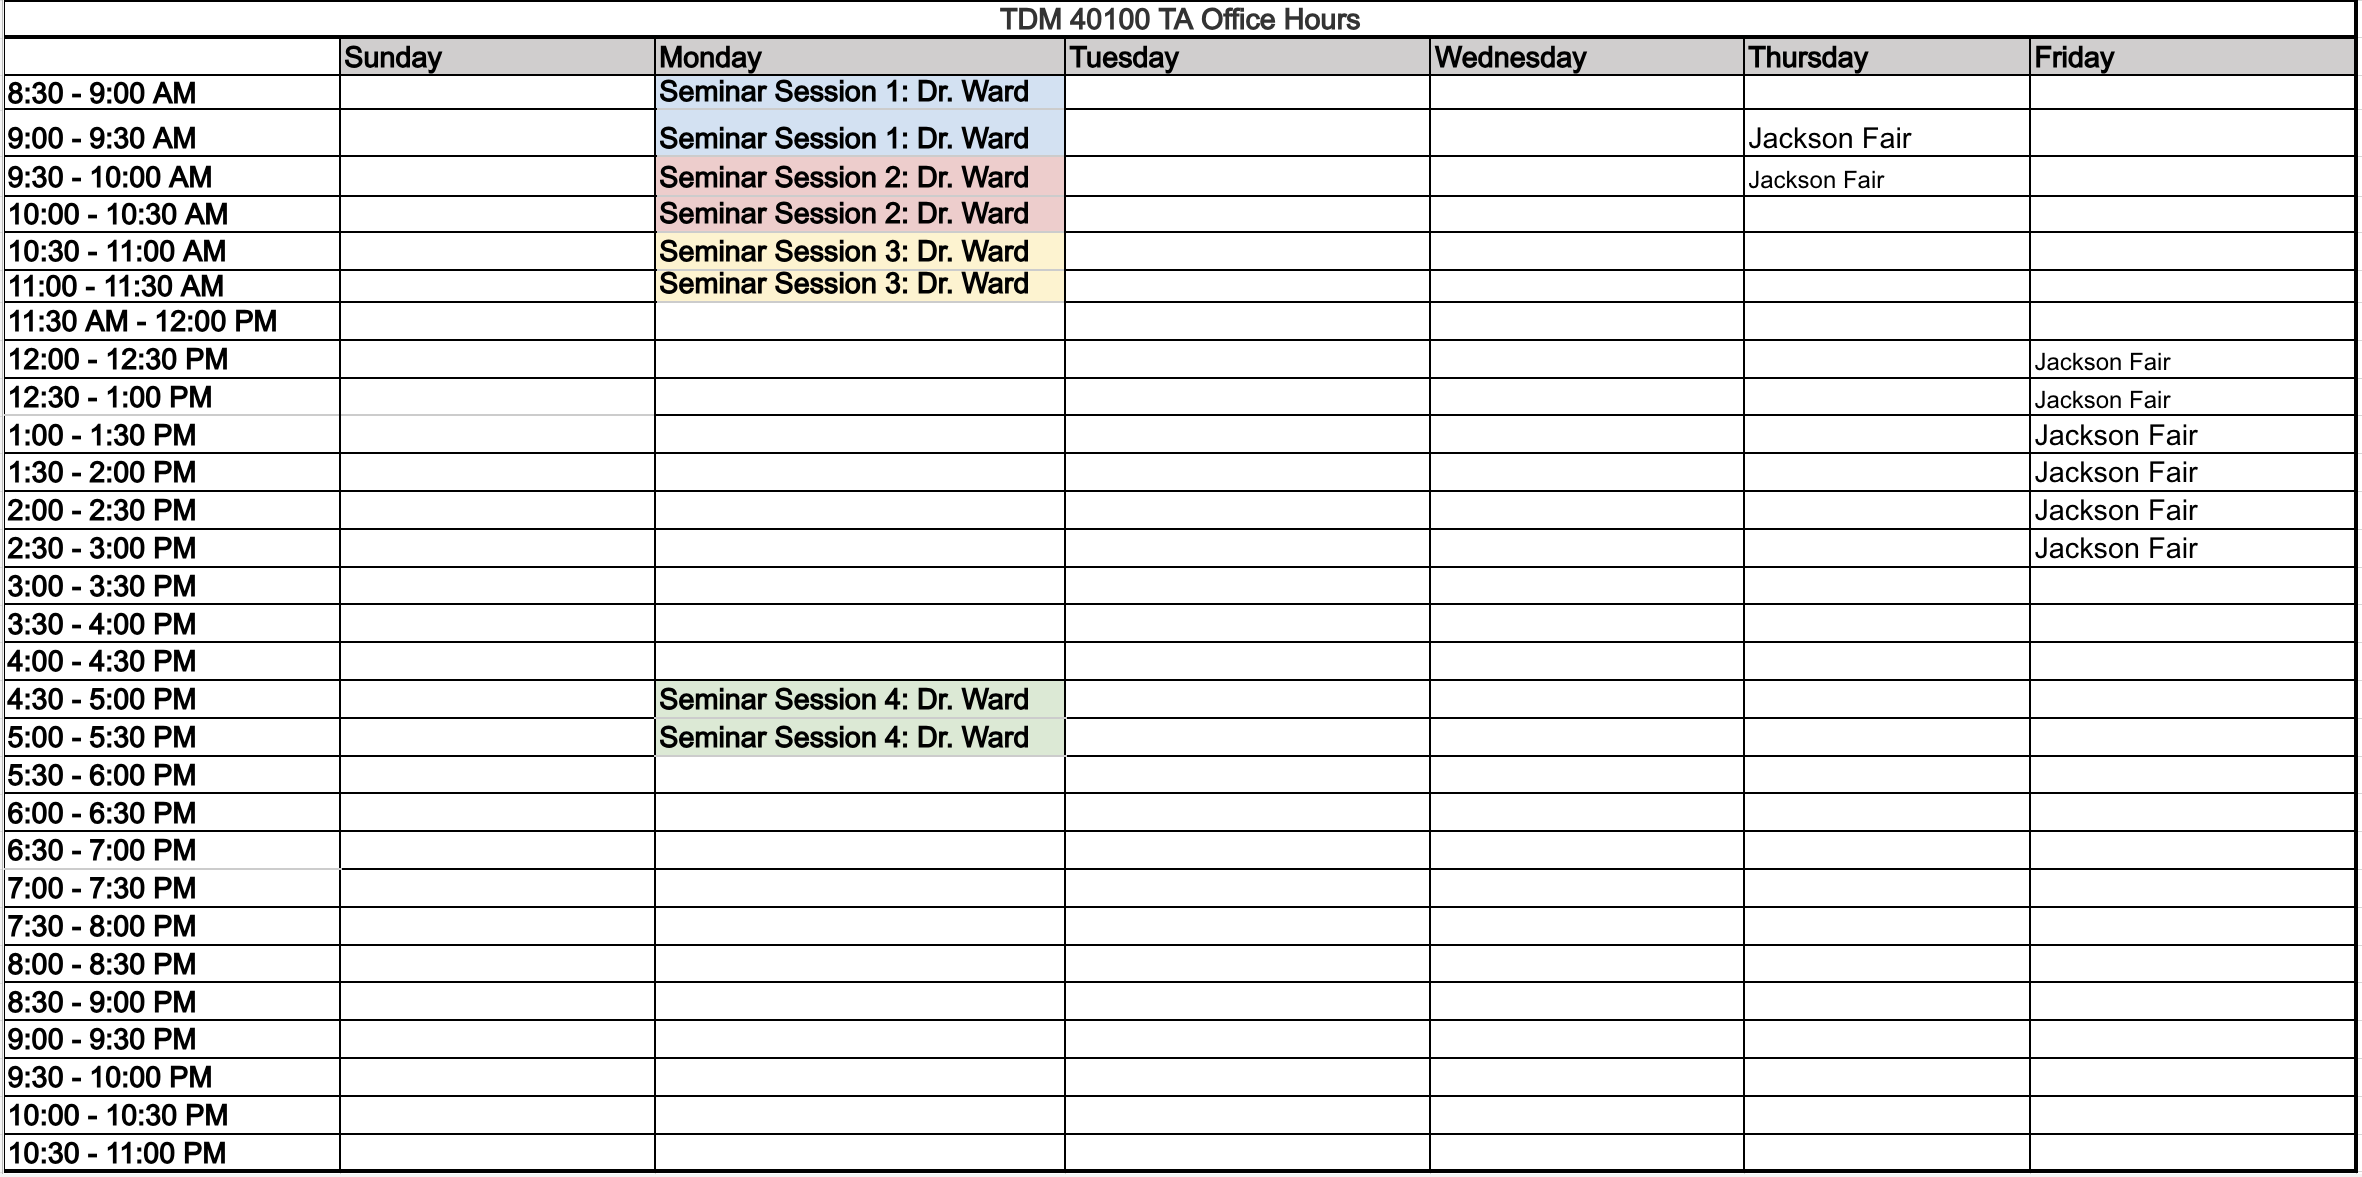 TDM 40100 TA Office Hours
Sunday Monday Tuesday Wednesday Thursday Friday
8:30 - 9:00 AM Seminar Session 1: Dr. Ward
9:00 - 9:30 AM Seminar Session 1: Dr. Ward Jackson Fair
9:30 - 10:00 AM Seminar Session 2: Dr. Ward Jackson Fair
10:00 - 10:30 AM Seminar Session 2: Dr. Ward
10:30 - 11:00 AM Seminar Session 3: Dr. Ward
11:00 - 11:30 AM Seminar Session 3: Dr. Ward
11:30 AM - 12:00 PM
12:00 - 12:30 PM Jackson Fair
12:30 - 1:00 PM Jackson Fair
1:00 - 1:30 PM Jackson Fair
1:30 - 2:00 PM Jackson Fair
2:00 - 2:30 PM Jackson Fair
2:30 - 3:00 PM Jackson Fair
3:00 - 3:30 PM
3:30 - 4:00 PM
4:00 - 4:30 PM
4:30 - 5:00 PM Seminar Session 4: Dr. Ward
5:00 - 5:30 PM Seminar Session 4: Dr. Ward
5:30 - 6:00 PM
6:00 - 6:30 PM
6:30 - 7:00 PM
7:00 - 7:30 PM
7:30 - 8:00 PM
8:00 - 8:30 PM
8:30 - 9:00 PM
9:00 - 9:30 PM
9:30 - 10:00 PM
10:00 - 10:30 PM
10:30 - 11:00 PM